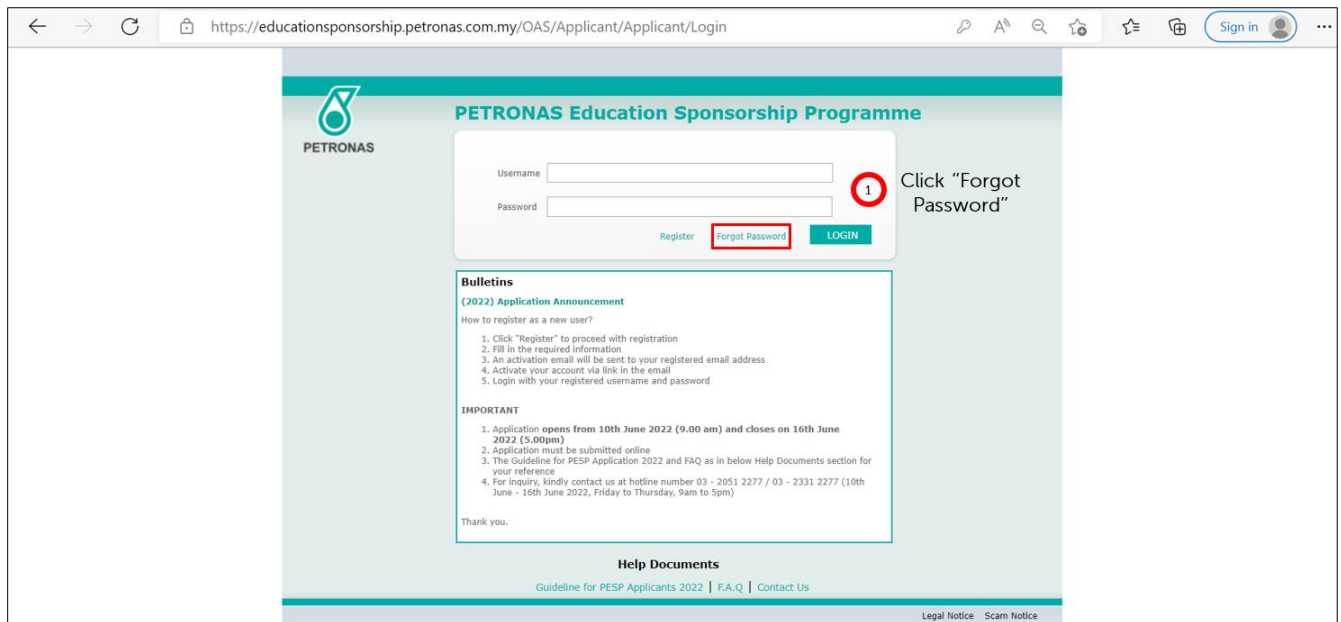 https://educationsponsorship.petronas.com.my/OAS/Applicant/Applicant/Login
Sign in
PETRONAS
PETRONAS Education Sponsorship Programme
Username
Password
1
Click “Forgot
Password”
Register
Forgot Password
LOGIN
Bulletins
(2022) Application Announcement
How to register as a new user?
1. Click "Register" to proceed with registration
2. Fill in the required information
3. An activation email will be sent to your registered email address
4. Activate your account via link in the email
5. Login with your registered username and password
IMPORTANT
1. Application opens from 10th June 2022 (9.00 am) and closes on 16th June
2022 (5.00pm)
2. Application must be submitted online
3. The Guideline for PESP Application 2022 and FAQ as in below Help Documents section for
your reference
4. For inquiry, kindly contact us at hotline number 03 - 2051 2277 / 03 - 2331 2277 (10th
June - 16th June 2022, Friday to Thursday, 9am to 5pm)
Thank you.
Help Documents
Guideline for PESP Applicants 2022 | F.A.Q | Contact Us
Legal Notice Scam Notice